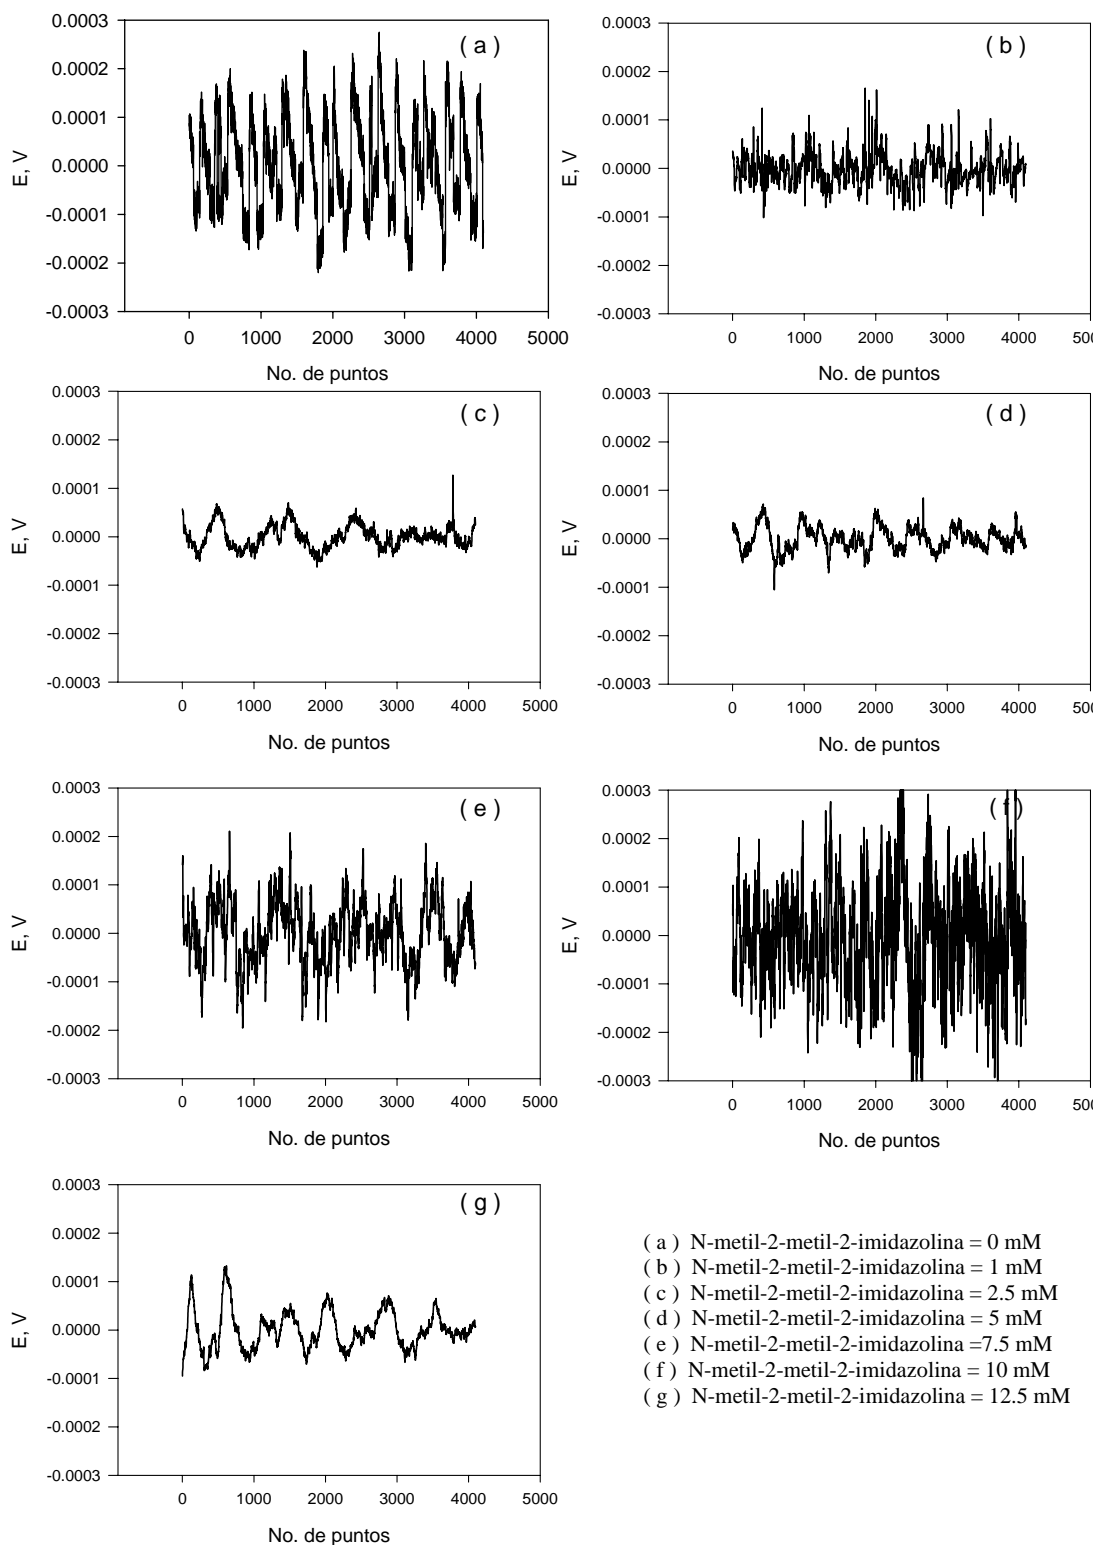 ( a )
0.0003
0.0002
0.0001
0.0000
-0.0001
-0.0002
-0.0003
E, V
0 1000 2000 3000 4000 5000
No. de puntos
( b )
0.0003
0.0002
0.0001
0.0000
-0.0001
-0.0002
-0.0003
E, V
0 1000 2000 3000 4000 500
No. de puntos
( c )
0.0003
0.0002
0.0001
0.0000
-0.0001
-0.0002
-0.0003
E, V
0 1000 2000 3000 4000 5000
No. de puntos
( d )
0.0003
0.0002
0.0001
0.0000
-0.0001
-0.0002
-0.0003
E, V
0 1000 2000 3000 4000 500
No. de puntos
( e )
0.0003
0.0002
0.0001
0.0000
-0.0001
-0.0002
-0.0003
E, V
0 1000 2000 3000 4000 5000
No. de puntos
( f )
0.0003
0.0002
0.0001
0.0000
-0.0001
-0.0002
-0.0003
E, V
0 1000 2000 3000 4000 500
No. de puntos
( g )
0.0003
0.0002
0.0001
0.0000
-0.0001
-0.0002
-0.0003
E, V
0 1000 2000 3000 4000 5000
No. de puntos
( a ) N-metil-2-metil-2-imidazolina = 0 mM
( b ) N-metil-2-metil-2-imidazolina = 1 mM
( c ) N-metil-2-metil-2-imidazolina = 2.5 mM
( d ) N-metil-2-metil-2-imidazolina = 5 mM
( e ) N-metil-2-metil-2-imidazolina =7.5 mM
( f ) N-metil-2-metil-2-imidazolina = 10 mM
( g ) N-metil-2-metil-2-imidazolina = 12.5 mM